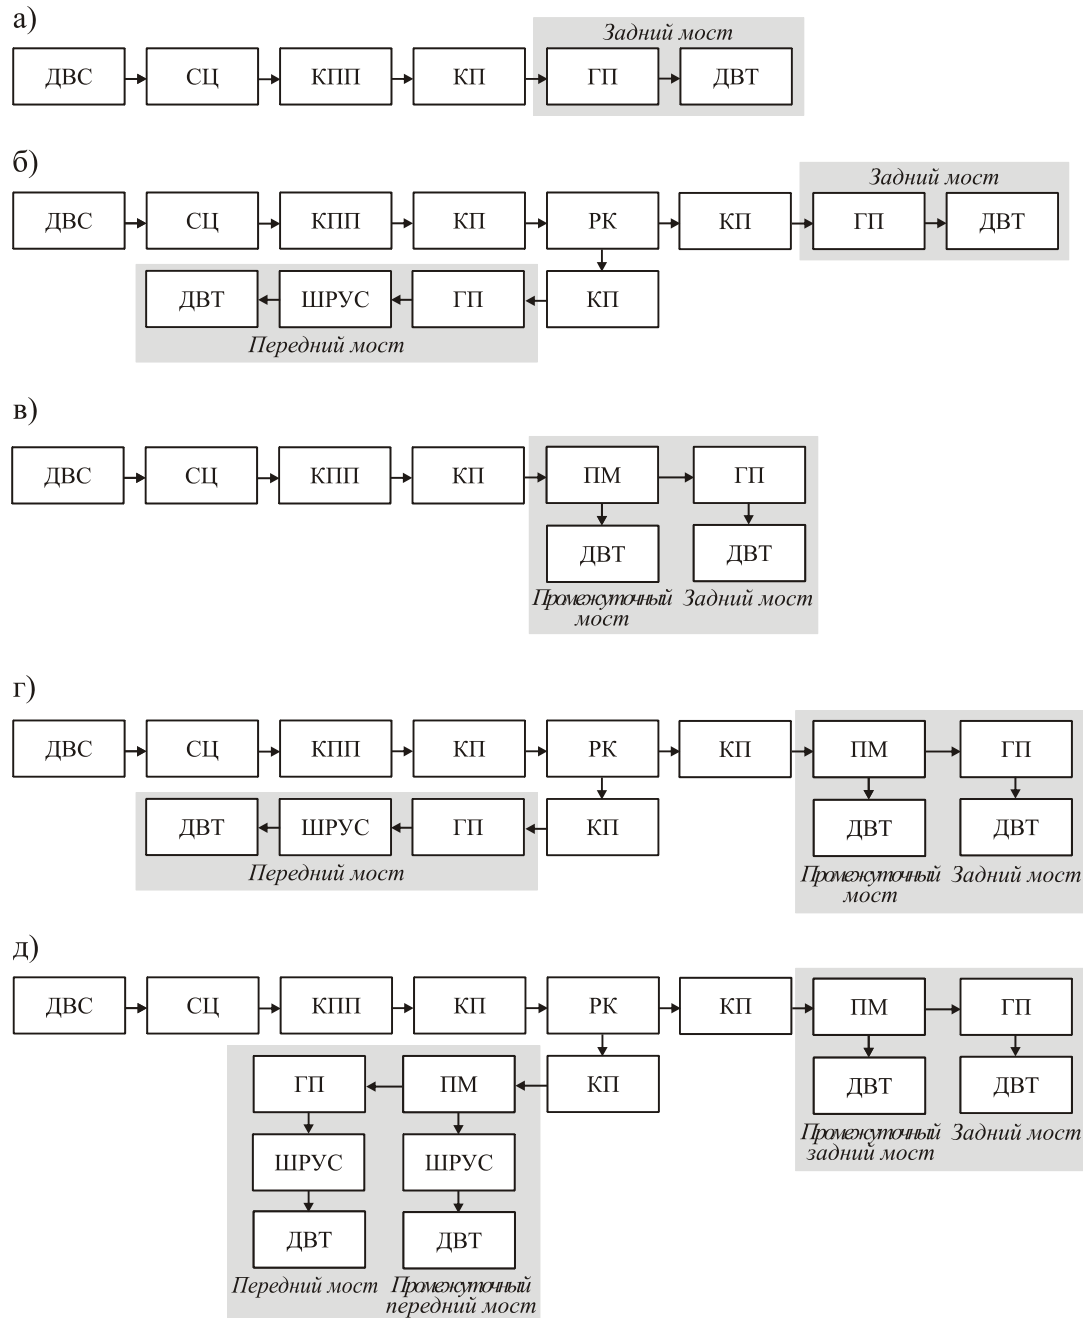 а)
Задний мост
ДВС СЦ КПП КП ГП ДВТ
б)
Задний мост
ДВС СЦ КПП КП РК КП ГП ДВТ
ДВТ ШРУС ГП КП
Передний мост
в)
ДВС СЦ КПП КП ПМ ГП
ДВТ ДВТ
Промежуточный Задний мост
мост
г)
ДВС СЦ КПП КП РК КП ПМ ГП
ДВТ ШРУС ГП КП ДВТ ДВТ
Передний мост Промежуточный Задний мост
мост
д)
ДВС СЦ КПП КП РК КП ПМ ГП
ГП ПМ КП ДВТ ДВТ
Промежуточный Задний мост
задний мост
ШРУС ШРУС
ДВТ ДВТ
Передний мост Промежуточный
передний мост